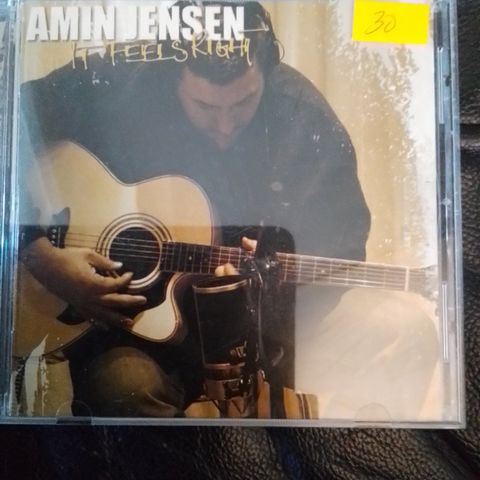 AMIN JENSEN
IT FEELS RIGHT
30